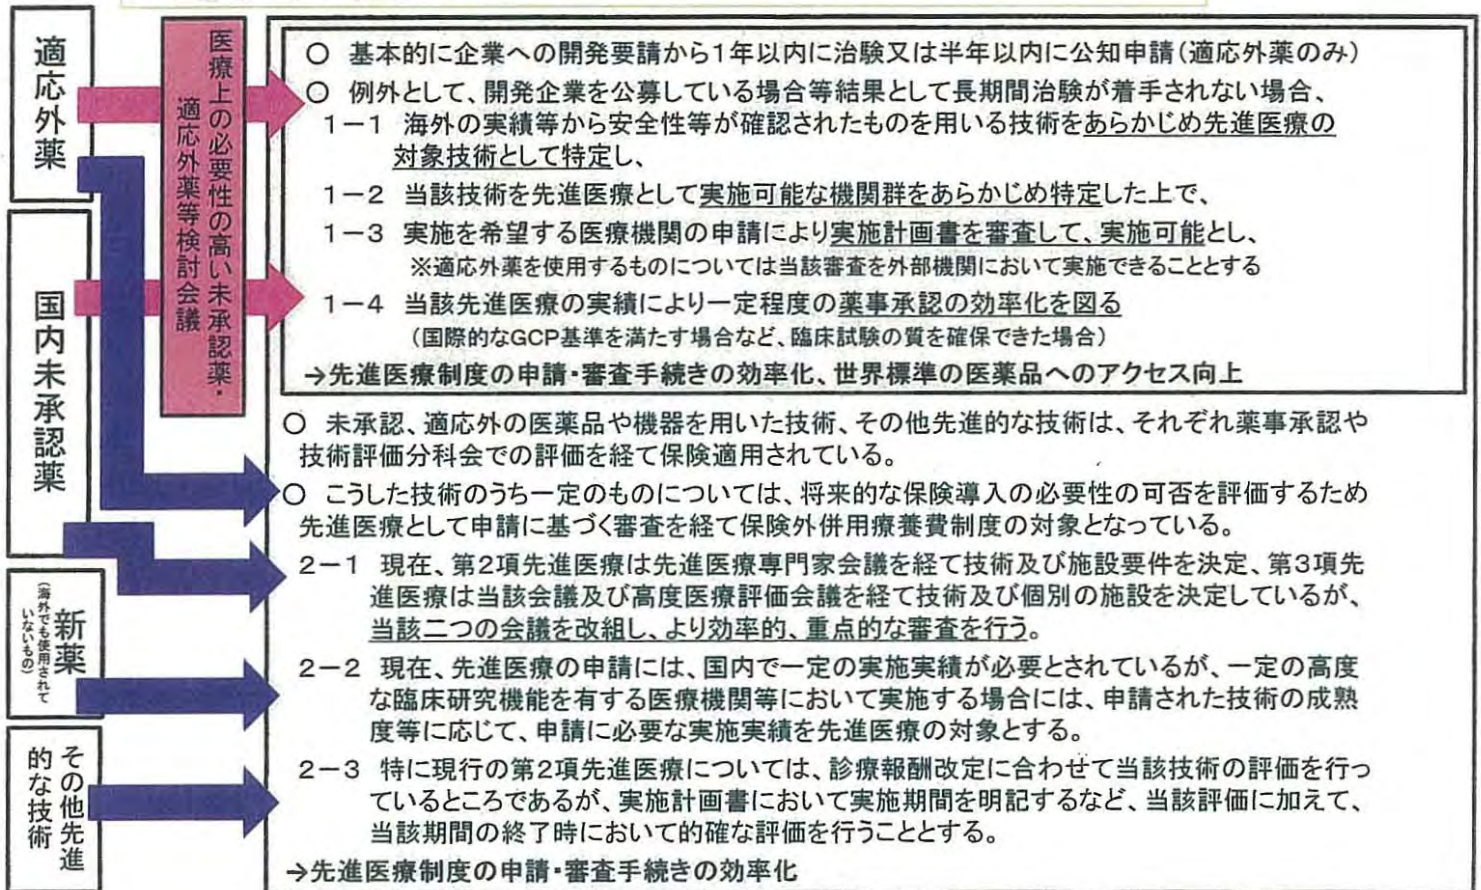 適応外薬
国内未承認薬
新薬
(海外でも使用されて
いないもの)
その他先進
的な技術
医療上の必要性の高い未承認薬・
適応外薬等検討会議
○ 基本的に企業への開発要請から1年以内に治験又は半年以内に公知申請(適応外薬のみ)
○ 例外として、開発企業を公募している場合等結果として長期間治験が着手されない場合、
1-1 海外の実績等から安全性等が確認されたものを用いる技術をあらかじめ先進医療の
対象技術として特定し、
1-2 当該技術を先進医療として実施可能な機関群をあらかじめ特定した上で、
1-3 実施を希望する医療機関の申請により実施計画書を審査して、実施可能とし、
※適応外薬を使用するものについては当該審査を外部機関において実施できることとする
1-4 当該先進医療の実績により一定程度の薬事承認の効率化を図る
(国際的なGCP基準を満たす場合など、臨床試験の質を確保できた場合)
→先進医療制度の申請・審査手続きの効率化、世界標準の医薬品へのアクセス向上
○ 未承認、適応外の医薬品や機器を用いた技術、その他先進的な技術は、それぞれ薬事承認や
技術評価分科会での評価を経て保険適用されている。
○ こうした技術のうち一定のものについては、将来的な保険導入の必要性の可否を評価するため
先進医療として申請に基づく審査を経て保険外併用療養費制度の対象となっている。
2-1 現在、第2項先進医療は先進医療専門家会議を経て技術及び施設要件を決定、第3項先
進医療は当該会議及び高度医療評価会議を経て技術及び個別の施設を決定しているが、
当該二つの会議を改組し、より効率的、重点的な審査を行う。
2-2 現在、先進医療の申請には、国内で一定の実施実績が必要とされているが、一定の高度
な臨床研究機能を有する医療機関等において実施する場合には、申請された技術の成熟
度等に応じて、申請に必要な実施実績を先進医療の対象とする。
2-3 特に現行の第2項先進医療については、診療報酬改定に合わせて当該技術の評価を行っ
ているところであるが、実施計画書において実施期間を明記するなど、当該評価に加えて、
当該期間の終了時において的確な評価を行うこととする。
→先進医療制度の申請・審査手続きの効率化